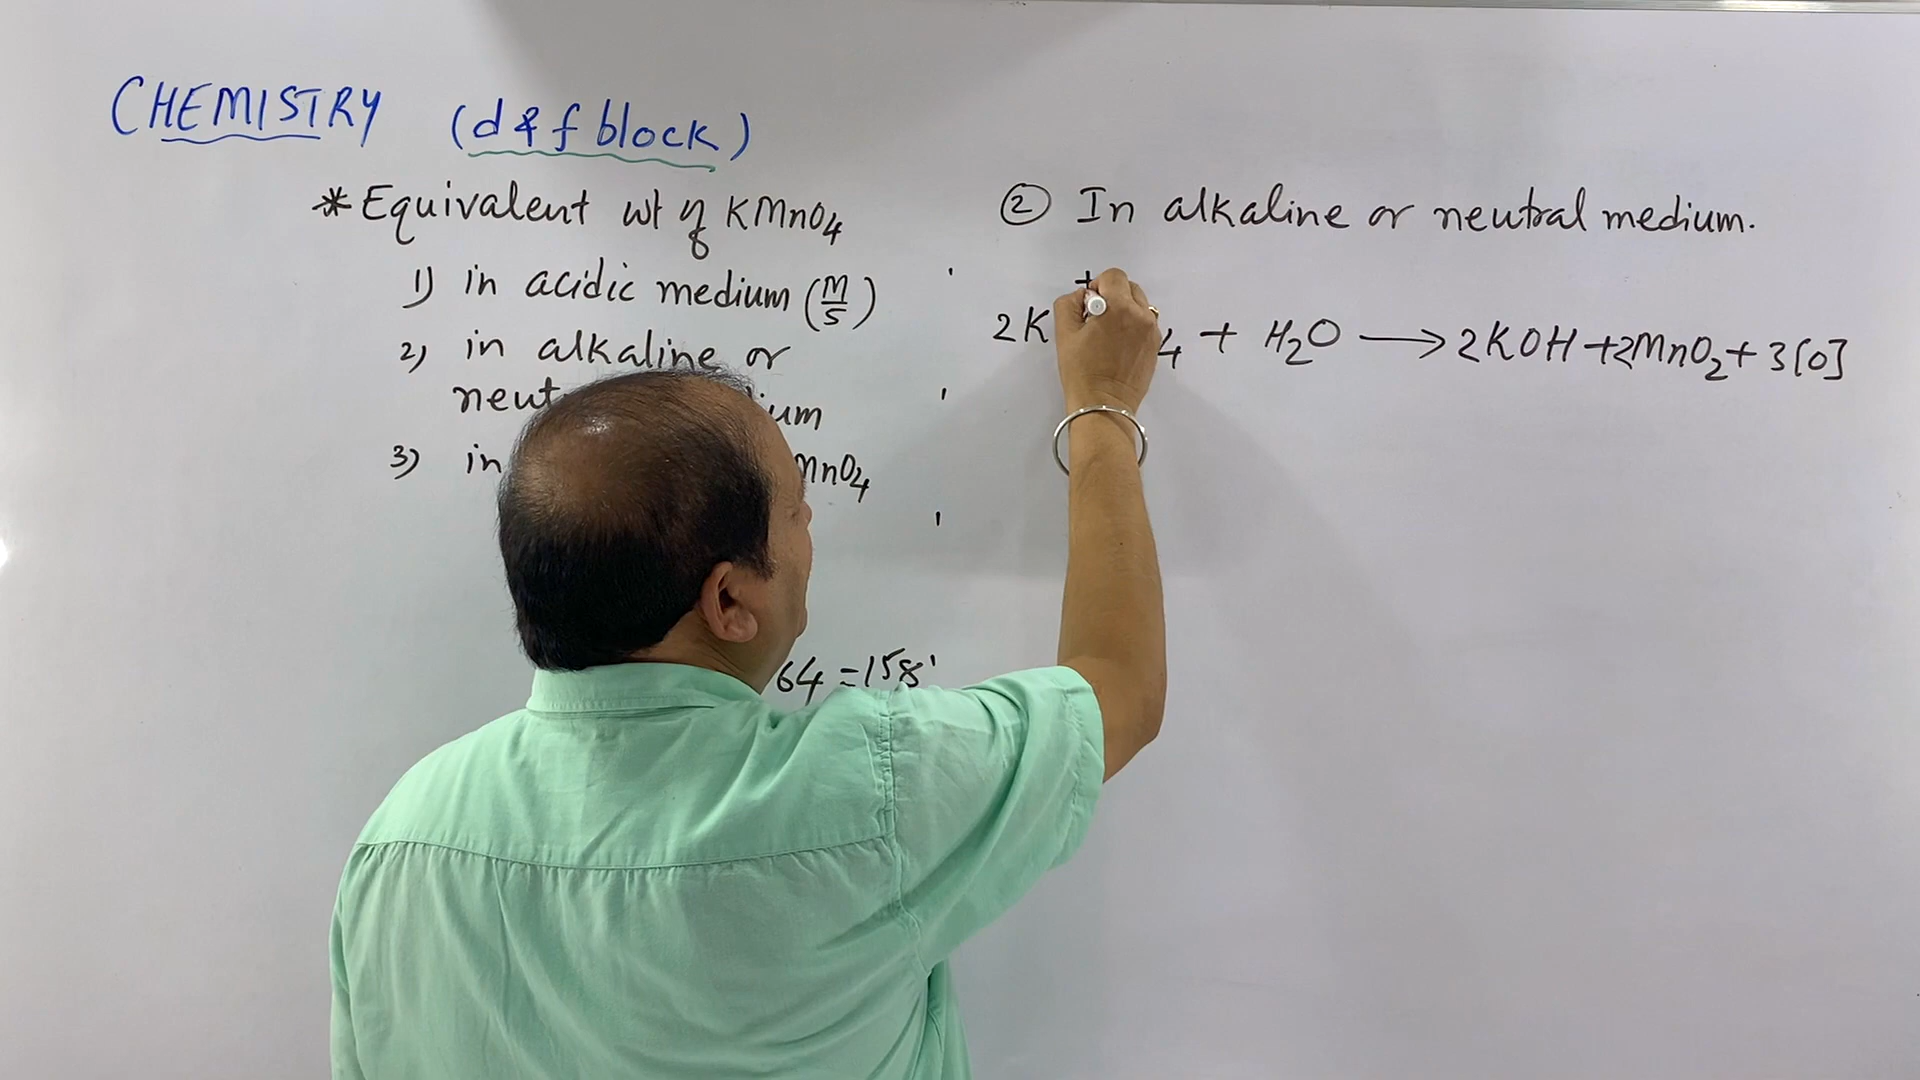 CHEMISTRY (d & f block)
* Equivalent wt of KMnO4
1) in acidic medium (M/5)
2) in alkaline or
neut ium
3) in MnO4
64 = 158
② In alkaline or neutral medium.
+
2K 4 + H2O → 2KOH + 2MnO2 + 3[O]